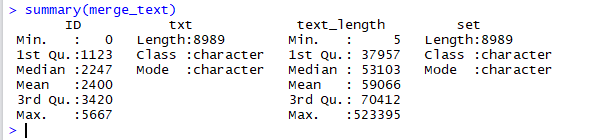 > summary(merge_text)
       ID           txt             text_length         set
 Min.   :   0   Length:8989        Min.   :     5   Length:8989
 1st Qu.:1123   Class :character   1st Qu.: 37957   Class :character
 Median :2247   Mode  :character   Median : 53103   Mode  :character
 Mean   :2400                      Mean   : 59066
 3rd Qu.:3420                      3rd Qu.: 70412
 Max.   :5667                      Max.   :523395
>